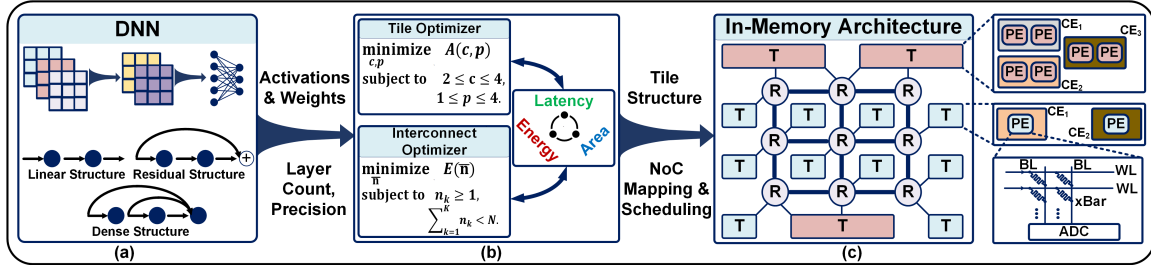 DNN
Linear Structure
Residual Structure
+
Dense Structure
(a)
Activations
& Weights
Layer
Count,
Precision
Tile Optimizer
minimize A(c, p)
c,p
subject to 2 ≤ c ≤ 4,
1 ≤ p ≤ 4.
Interconnect
Optimizer
minimize E(n̅)
n̅
subject to n_k ≥ 1,
∑_{k=1}^{K} n_k < N.
Latency
Energy
Area
(b)
Tile
Structure
NoC
Mapping &
Scheduling
In-Memory Architecture
T T
R R R
T T T T
R R R
T T T T
R R R
T T T
(c)
PE PE CE₁
PE PE CE₃
PE PE CE₂
PE CE₁
CE₂ PE
BL BL
WL
WL
xBar
ADC